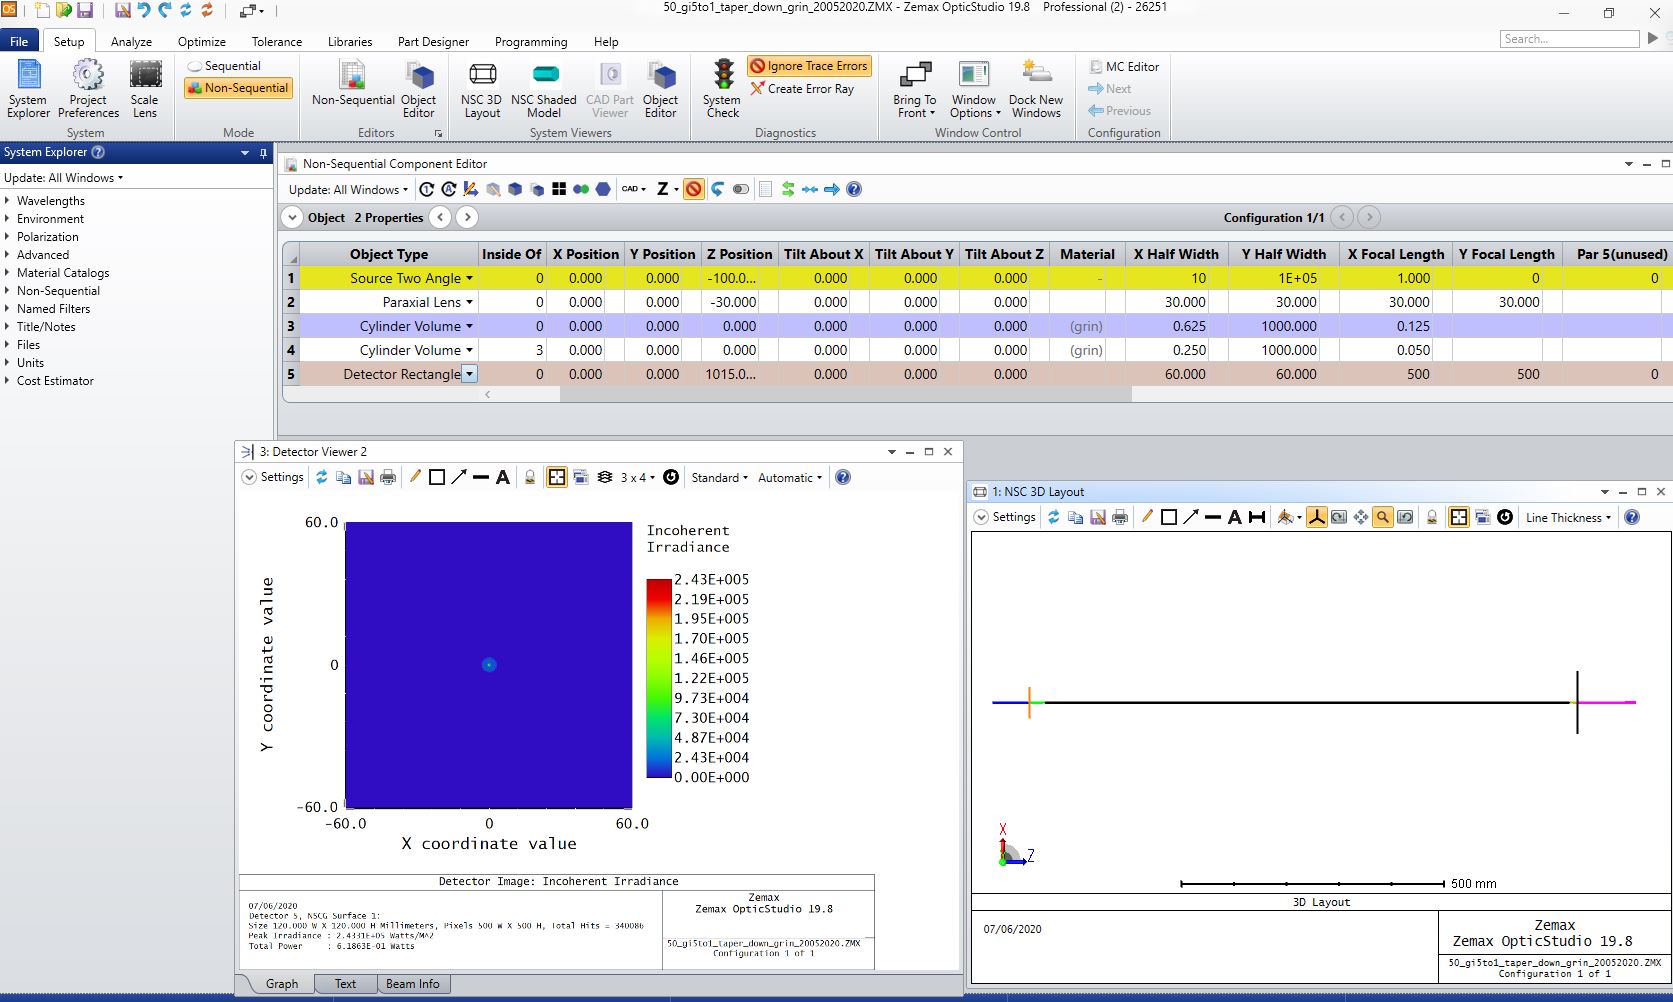 50_gi5to1_taper_down_grin_20052020.ZMX - Zemax OpticStudio 19.8 Professional (2) - 26251
File Setup Analyze Optimize Tolerance Libraries Part Designer Programming Help Search...
Sequential
Non-Sequential
System Explorer
Project Preferences
Scale Lens
Non-Sequential
Object Editor
NSC 3D Layout
NSC Shaded Model
CAD Part Viewer
Object Editor
System Check
Ignore Trace Errors
Create Error Ray
Bring To Front
Window Options
Dock New Windows
MC Editor
Next
Previous
System Mode Editors System Viewers Diagnostics Window Control Configuration
System Explorer
Update: All Windows
Wavelengths
Environment
Polarization
Advanced
Material Catalogs
Non-Sequential
Named Filters
Title/Notes
Files
Units
Cost Estimator
Non-Sequential Component Editor
Update: All Windows CAD Z
Object 2 Properties Configuration 1/1
Object Type Inside Of X Position Y Position Z Position Tilt About X Tilt About Y Tilt About Z Material X Half Width Y Half Width X Focal Length Y Focal Length Par 5(unused)
1 Source Two Angle 0 0.000 0.000 -100.0... 0.000 0.000 0.000 - 10 1E+05 1.000 0 0
2 Paraxial Lens 0 0.000 0.000 -30.000 0.000 0.000 0.000 30.000 30.000 30.000 30.000
3 Cylinder Volume 0 0.000 0.000 0.000 0.000 0.000 0.000 (grin) 0.625 1000.000 0.125
4 Cylinder Volume 3 0.000 0.000 0.000 0.000 0.000 0.000 (grin) 0.250 1000.000 0.050
5 Detector Rectangle 0 0.000 0.000 1015.0... 0.000 0.000 0.000 60.000 60.000 500 500 0
3: Detector Viewer 2
Settings A 3 x 4 Standard Automatic
60.0
0
-60.0
Y coordinate value
-60.0 0 60.0
X coordinate value
Incoherent
Irradiance
2.43E+005
2.19E+005
1.95E+005
1.70E+005
1.46E+005
1.22E+005
9.73E+004
7.30E+004
4.87E+004
2.43E+004
0.00E+000
Detector Image: Incoherent Irradiance
07/06/2020
Detector 5, NSCG Surface 1:
Size 120.000 W X 120.000 H Millimeters, Pixels 500 W X 500 H, Total Hits = 340086
Peak Irradiance : 2.4331E+05 Watts/M^2
Total Power : 6.1863E-01 Watts
Zemax
Zemax OpticStudio 19.8
50_gi5to1_taper_down_grin_20052020.ZMX
Configuration 1 of 1
Graph Text Beam Info
1: NSC 3D Layout
Settings A Line Thickness
X
Z
500 mm
3D Layout
07/06/2020
Zemax
Zemax OpticStudio 19.8
50_gi5to1_taper_down_grin_20052020.ZMX
Configuration 1 of 1